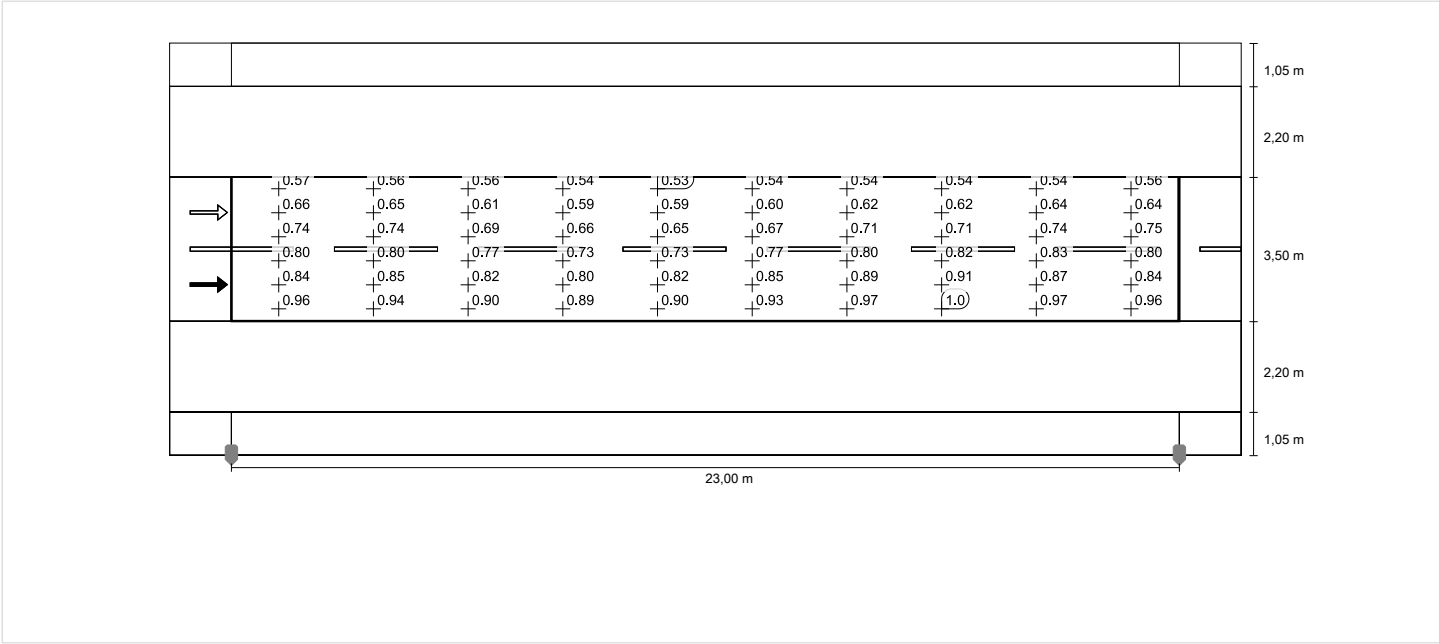 1,05 m
2,20 m
0.57 0.56 0.56 0.54 0.53 0.54 0.54 0.54 0.54 0.56
0.66 0.65 0.61 0.59 0.59 0.60 0.62 0.62 0.64 0.64
0.74 0.74 0.69 0.66 0.65 0.67 0.71 0.71 0.74 0.75
0.80 0.80 0.77 0.73 0.73 0.77 0.80 0.82 0.83 0.80
3,50 m
0.84 0.85 0.82 0.80 0.82 0.85 0.89 0.91 0.87 0.84
0.96 0.94 0.90 0.89 0.90 0.93 0.97 1.0 0.97 0.96
2,20 m
1,05 m
23,00 m